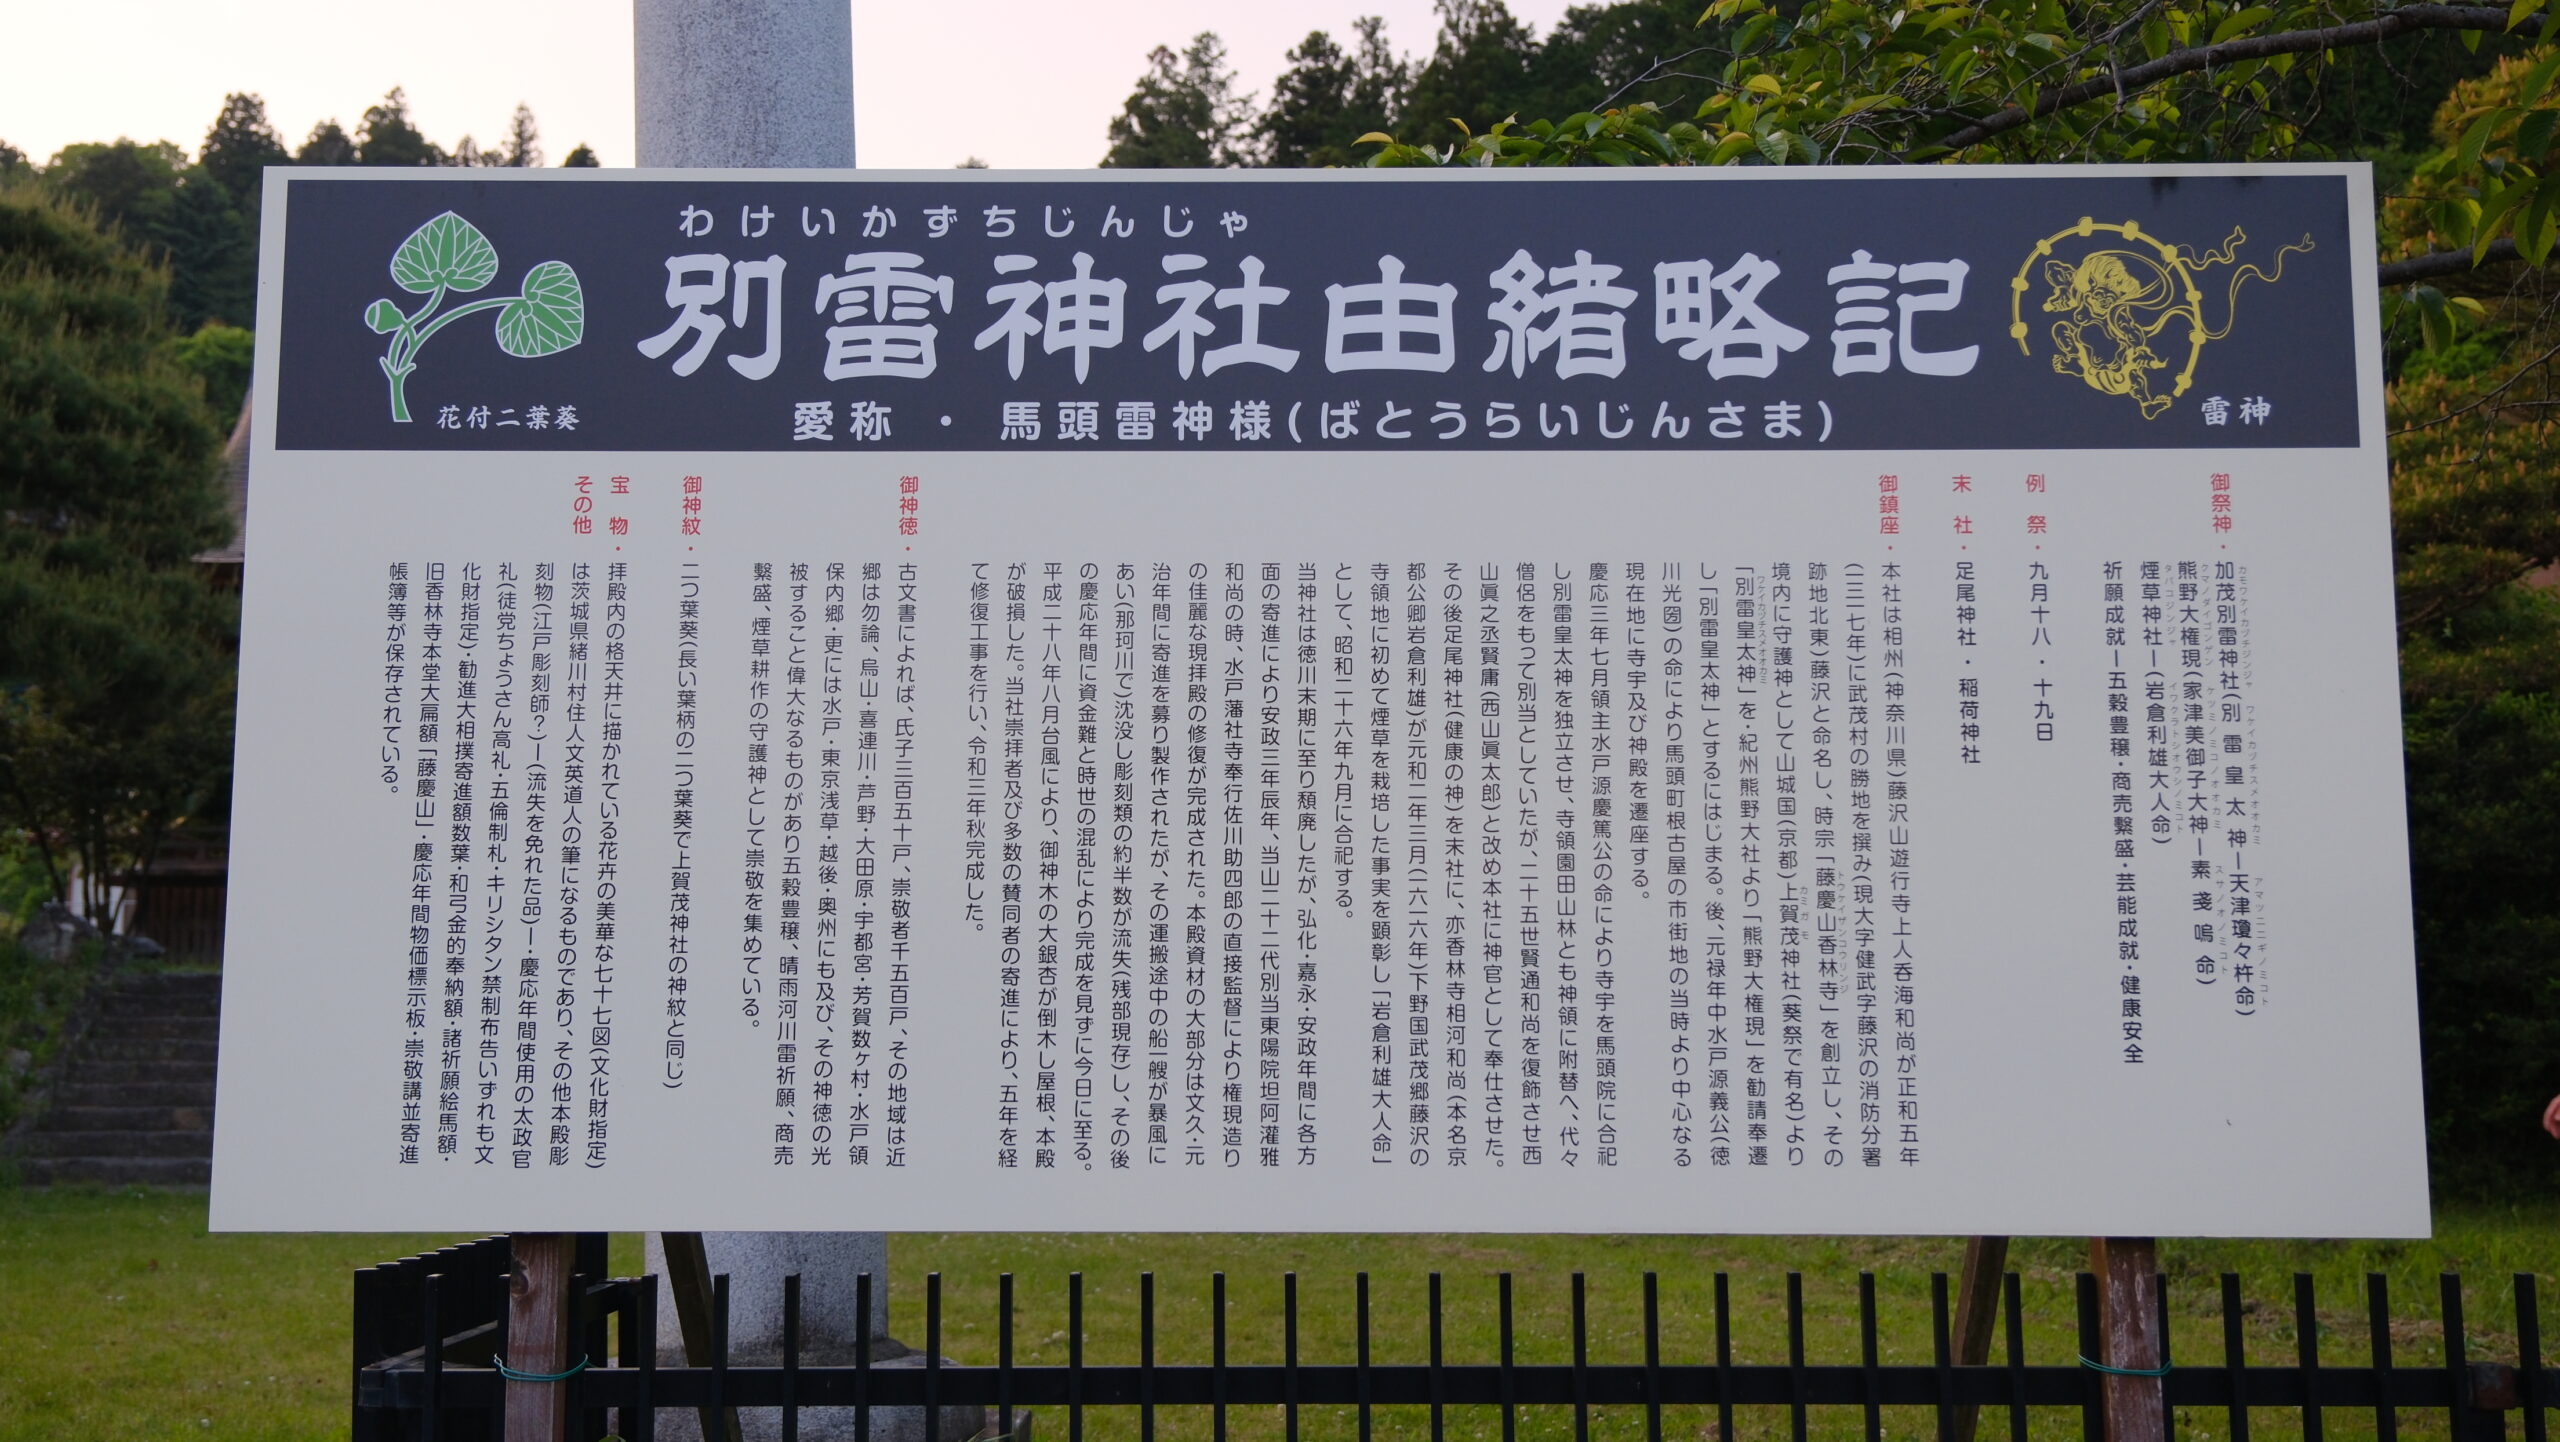 わけいかずちじんじゃ
別雷神社由緒略記
愛称・馬頭雷神様(ばとうらいじんさま)
花付二葉葵
雷神
御祭神・加茂別雷神社(別雷皇太神ー天津瓊々杵命)
熊野大権現(家津美御子大神ー素戔嗚命)
煙草神社ー(岩倉利雄大人命)
祈願成就ー五穀豊穣・商売繫盛・芸能成就・健康安全
例祭・九月十八・十九日
末社・足尾神社・稲荷神社
御鎮座・本社は相州(神奈川県)藤沢山遊行寺上人呑海和尚が正和五年
(一三一七年)に武茂村の勝地を撰み(現大字健武字藤沢の消防分署
跡地北東)藤沢と命名し、時宗「藤慶山香林寺」を創立し、その
境内に守護神として山城国(京都)上賀茂神社(葵祭で有名)より
「別雷皇太神」を・紀州熊野大社より「熊野大権現」を勧請奉遷
し「別雷皇太神」とするにはじまる。後、元禄年中水戸源義公(徳
川光圀)の命により馬頭町根古屋の市街地の当時より中心なる
現在地に寺宇及び神殿を遷座する。
慶応三年七月領主水戸源慶篤公の命により寺宇を馬頭院に合祀
し別雷皇太神を独立させ、寺領園田山林とも神領に附替へ、代々
僧侶をもって別当としていたが、二十五世賢通和尚を復飾させ西
山眞之丞賢庸(西山眞太郎)と改め本社に神官として奉仕させた。
その後足尾神社(健康の神)を末社に、亦香林寺相河和尚(本名京
都公卿岩倉利雄)が元和二年三月(一六一六年)下野国武茂郷藤沢の
寺領地に初めて煙草を栽培した事実を顕彰し「岩倉利雄大人命」
として、昭和二十六年九月に合祀する。
当神社は徳川末期に至り頽廃したが、弘化・嘉永・安政年間に各方
面の寄進により安政三年辰年、当山二十二代別当東陽院坦阿灌雅
和尚の時、水戸藩社寺奉行佐川助四郎の直接監督により権現造り
の佳麗な現拝殿の修復が完成された。本殿資材の大部分は文久・元
治年間に寄進を募り製作されたが、その運搬途中の船一艘が暴風に
あい(那珂川で)沈没し彫刻類の約半数が流失(残部現存)し、その後
の慶応年間に資金難と時世の混乱により完成を見ずに今日に至る。
平成二十八年八月台風により、御神木の大銀杏が倒木し屋根、本殿
が破損した。当社崇拝者及び多数の賛同者の寄進により、五年を経
て修復工事を行い、令和三年秋完成した。
御神徳・古文書によれば、氏子三百五十戸、崇敬者千五百戸、その地域は近
郷は勿論、烏山・喜連川・芦野・大田原・宇都宮・芳賀数ヶ村・水戸領
保内郷・更には水戸・東京浅草・越後・奥州にも及び、その神徳の光
被すること偉大なるものがあり五穀豊穣、晴雨河川雷祈願、商売
繫盛、煙草耕作の守護神として崇敬を集めている。
御神紋・二つ葉葵(長い葉柄の二つ葉葵で上賀茂神社の神紋と同じ)
宝物・拝殿内の格天井に描かれている花卉の美華な七十七図(文化財指定)
その他 は茨城県緒川村住人文英道人の筆になるものであり、その他本殿彫
刻物(江戸彫刻師?)ー(流失を免れた品)ー・慶応年間使用の太政官
礼(徒党ちょうさん高礼・五倫制札・キリシタン禁制布告いずれも文
化財指定)・勧進大相撲寄進額数葉・和弓金的奉納額・諸祈願絵馬額・
旧香林寺本堂大扁額「藤慶山」・慶応年間物価標示板・崇敬講並寄進
帳簿等が保存されている。